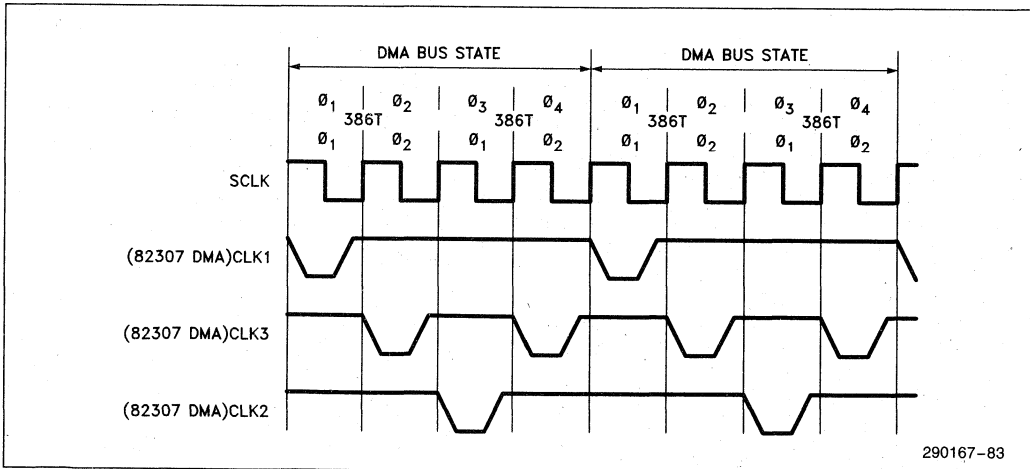 DMA BUS STATE DMA BUS STATE
Ø1 Ø2 Ø3 Ø4 Ø1 Ø2 Ø3 Ø4
386T 386T 386T 386T
Ø1 Ø2 Ø1 Ø2 Ø1 Ø2 Ø1 Ø2
SCLK
(82307 DMA)CLK1
(82307 DMA)CLK3
(82307 DMA)CLK2
290167-83